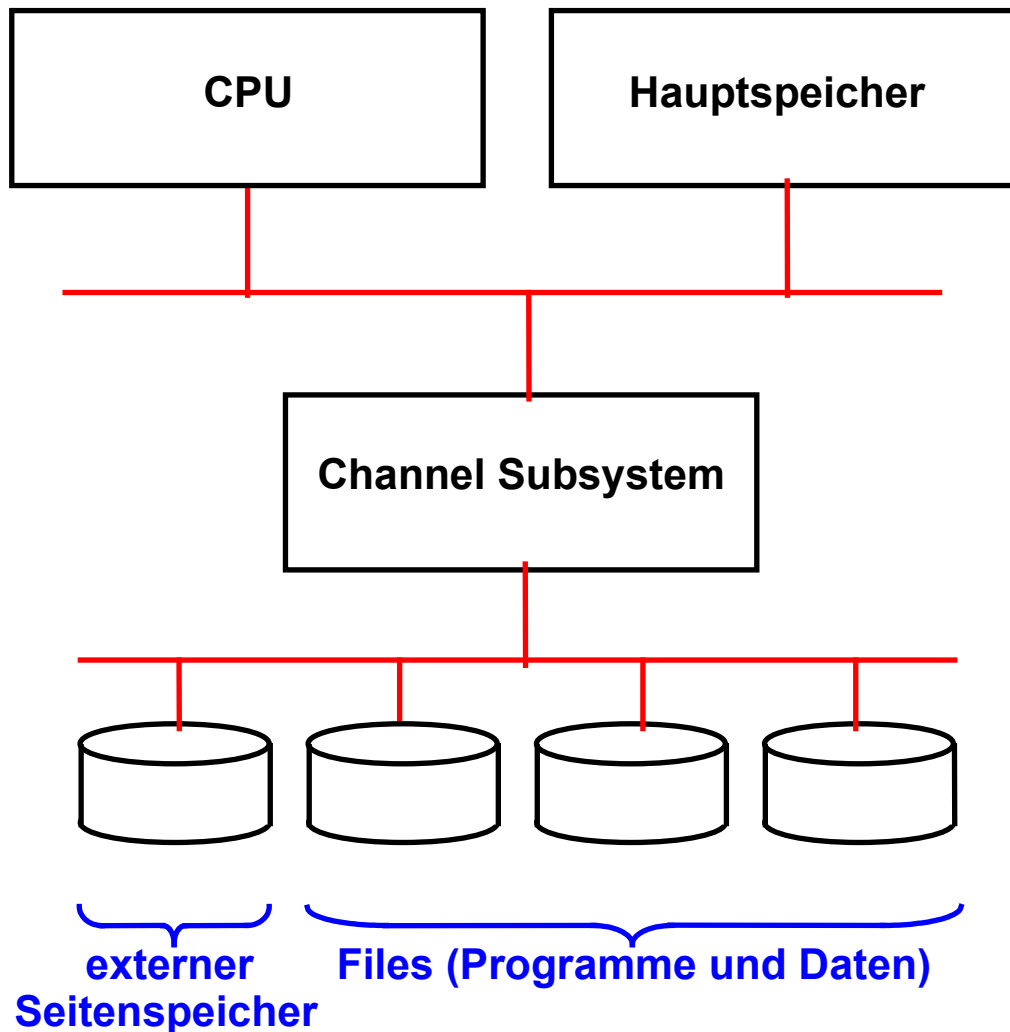 CPU
Hauptspeicher
Channel Subsystem
externer
Seitenspeicher
Files (Programme und Daten)